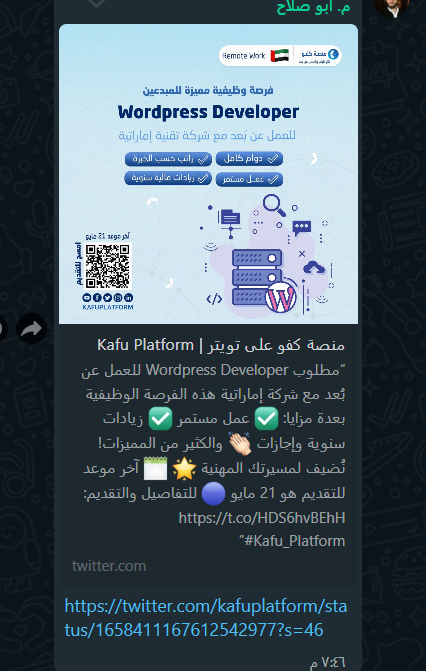 م. ابو صلاح
Remote Work
منصة كفو
فرصة وظيفية مميزة للمبدعين
Wordpress Developer
للعمل عن بُعد مع شركة تقنية إماراتية
دوام كامل
راتب حسب الخبرة
عمل مستمر
زيادات مالية سنوية
آخر موعد 21 مايو
امسح للتقديم
KAFUPLATFORM
</>
منصة كفو على تويتر | Kafu Platform
"مطلوب Wordpress Developer للعمل عن
بُعد مع شركة إماراتية هذه الفرصة الوظيفية
بعدة مزايا: ✅ عمل مستمر ✅ زيادات
سنوية وإجازات 👏🏻 والكثير من المميزات!
تُضيف لمسيرتك المهنية 🌟 🗓 آخر موعد
للتقديم هو 21 مايو 🔵 للتفاصيل والتقديم:
https://t.co/HDS6hvBEhH
#Kafu_Platform"
twitter.com
https://twitter.com/kafuplatform/sta
tus/1658411167612542977?s=46
٧:٤٦ م